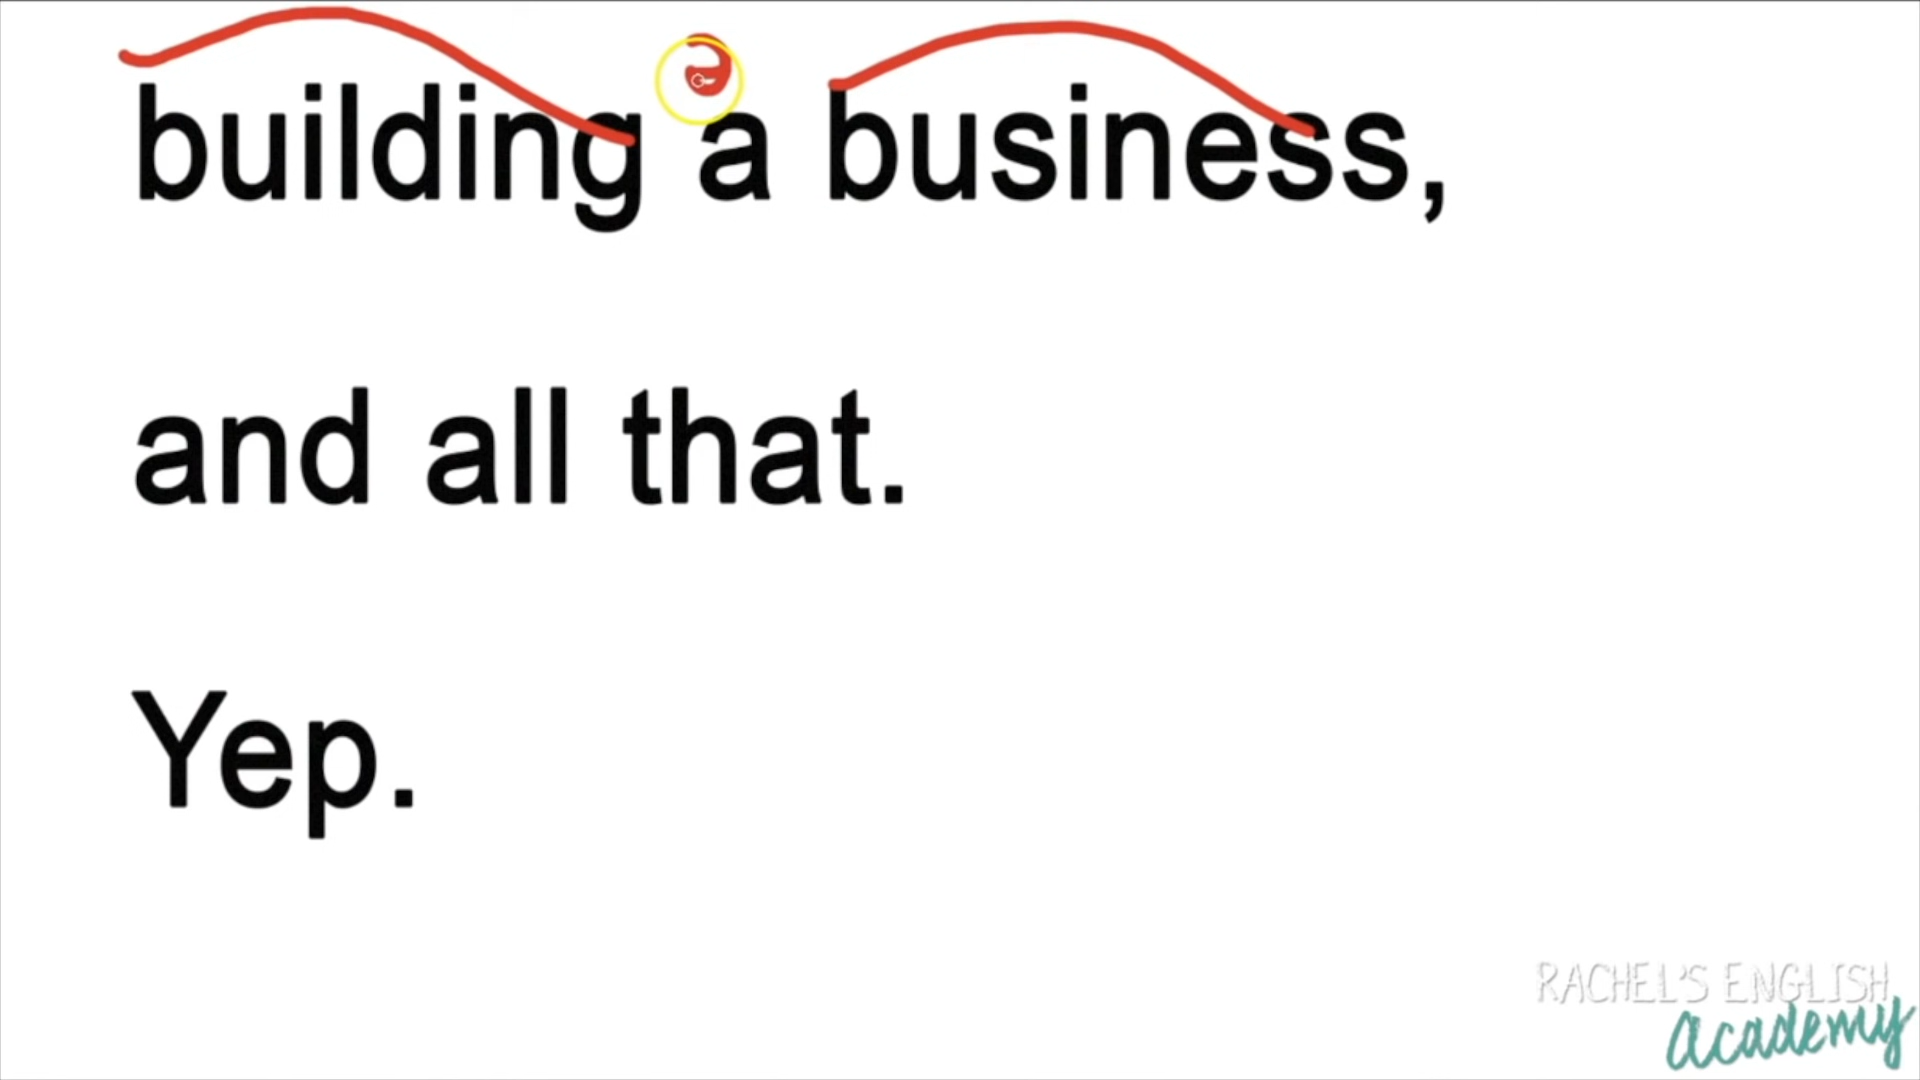 ə
building a business,
and all that.
Yep.
RACHEL'S ENGLISH
academy